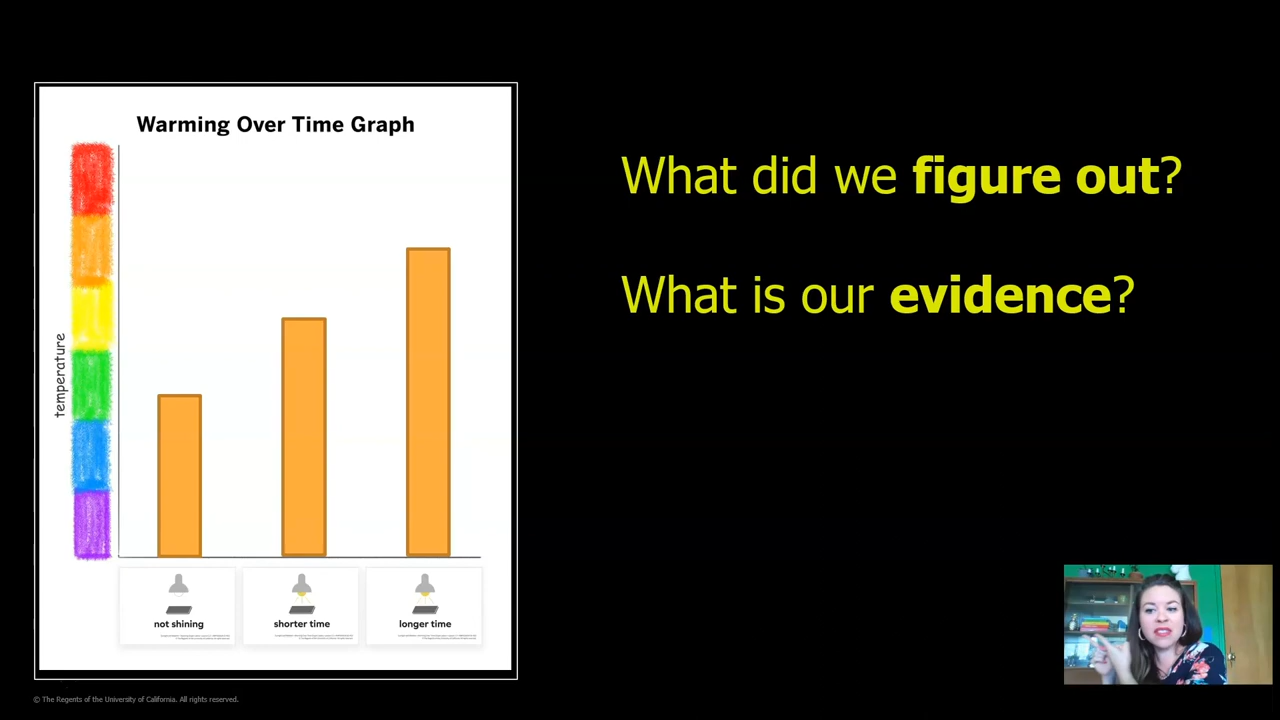 Warming Over Time Graph
temperature
not shining
shorter time
longer time
What did we figure out?
What is our evidence?
© The Regents of the University of California. All rights reserved.